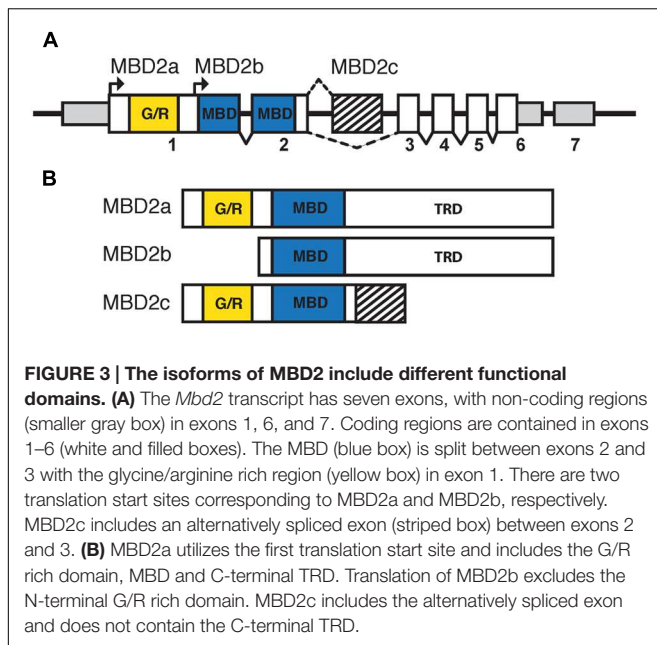 A
MBD2a MBD2b MBD2c
G/R MBD MBD
1 2 3 4 5 6 7
B
MBD2a G/R MBD TRD
MBD2b MBD TRD
MBD2c G/R MBD
FIGURE 3 | The isoforms of MBD2 include different functional
domains. (A) The Mbd2 transcript has seven exons, with non-coding regions
(smaller gray box) in exons 1, 6, and 7. Coding regions are contained in exons
1–6 (white and filled boxes). The MBD (blue box) is split between exons 2 and
3 with the glycine/arginine rich region (yellow box) in exon 1. There are two
translation start sites corresponding to MBD2a and MBD2b, respectively.
MBD2c includes an alternatively spliced exon (striped box) between exons 2
and 3. (B) MBD2a utilizes the first translation start site and includes the G/R
rich domain, MBD and C-terminal TRD. Translation of MBD2b excludes the
N-terminal G/R rich domain. MBD2c includes the alternatively spliced exon
and does not contain the C-terminal TRD.